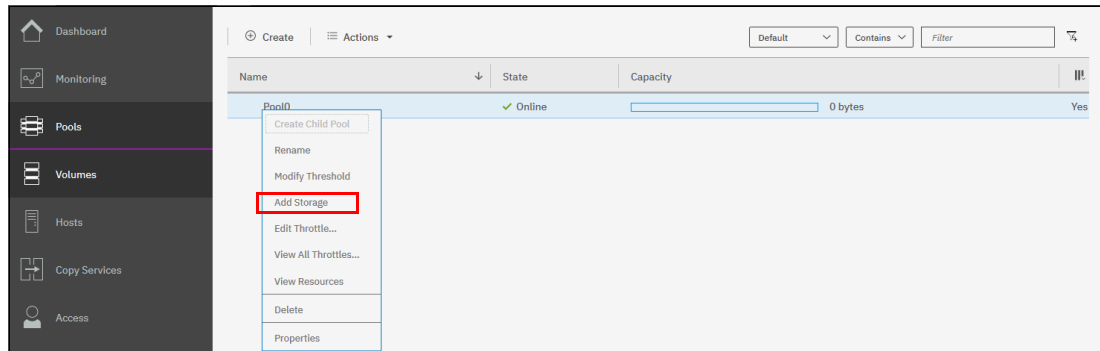 Dashboard
Monitoring
Pools
Volumes
Hosts
Copy Services
Access
Create Actions Default Contains Filter
Name State Capacity
Pool0 Online 0 bytes Yes
Create Child Pool
Rename
Modify Threshold
Add Storage
Edit Throttle...
View All Throttles...
View Resources
Delete
Properties